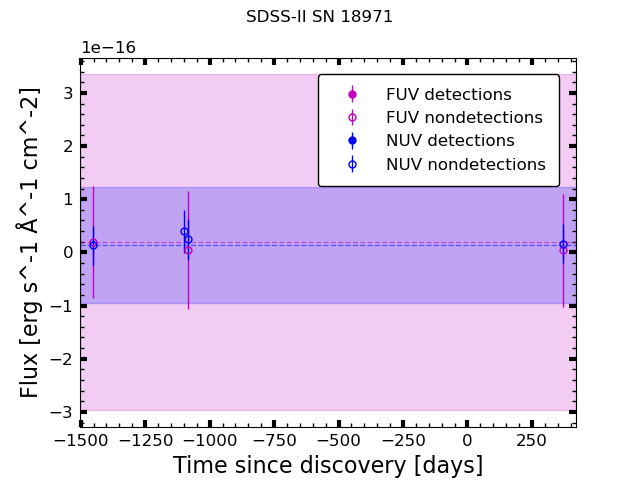 SDSS-II SN 18971
1e−16
FUV detections
FUV nondetections
NUV detections
NUV nondetections
3
2
1
0
−1
−2
−3
Flux [erg s^-1 Å^-1 cm^-2]
−1500 −1250 −1000 −750 −500 −250 0 250
Time since discovery [days]